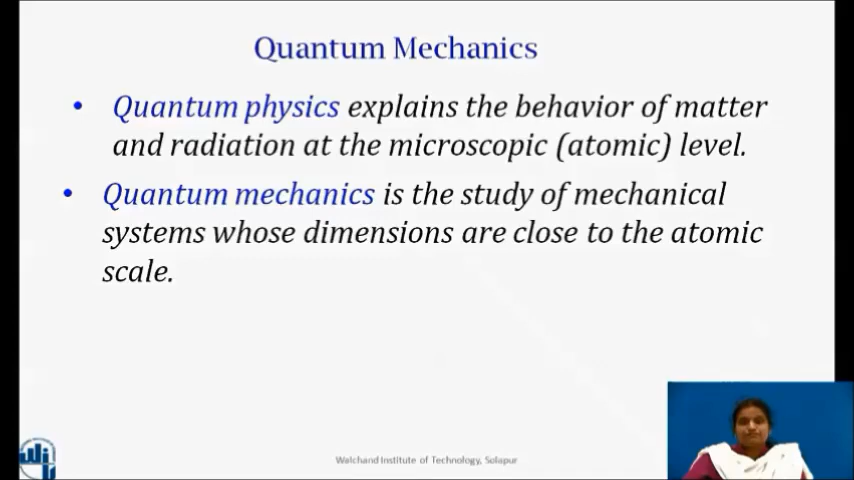 Quantum Mechanics
• Quantum physics explains the behavior of matter
and radiation at the microscopic (atomic) level.
• Quantum mechanics is the study of mechanical
systems whose dimensions are close to the atomic
scale.
Walchand Institute of Technology, Solapur